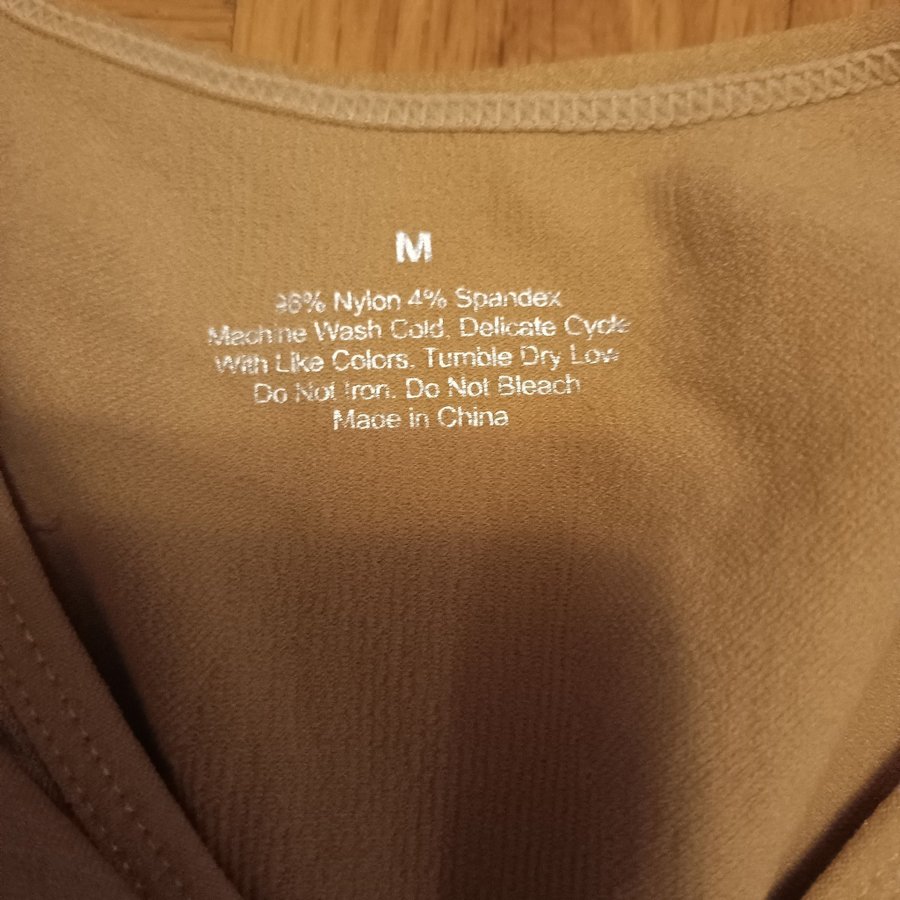 M
96% Nylon 4% Spandex
Machine Wash Cold. Delicate Cycle
With Like Colors. Tumble Dry Low
Do Not Iron. Do Not Bleach
Made in China